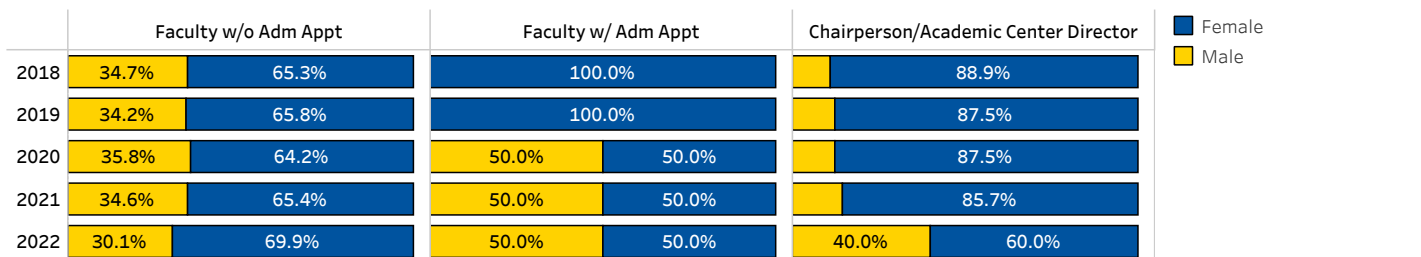 Faculty w/o Adm Appt Faculty w/ Adm Appt Chairperson/Academic Center Director Female
Male
2018 34.7% 65.3% 100.0% 88.9%
2019 34.2% 65.8% 100.0% 87.5%
2020 35.8% 64.2% 50.0% 50.0% 87.5%
2021 34.6% 65.4% 50.0% 50.0% 85.7%
2022 30.1% 69.9% 50.0% 50.0% 40.0% 60.0%